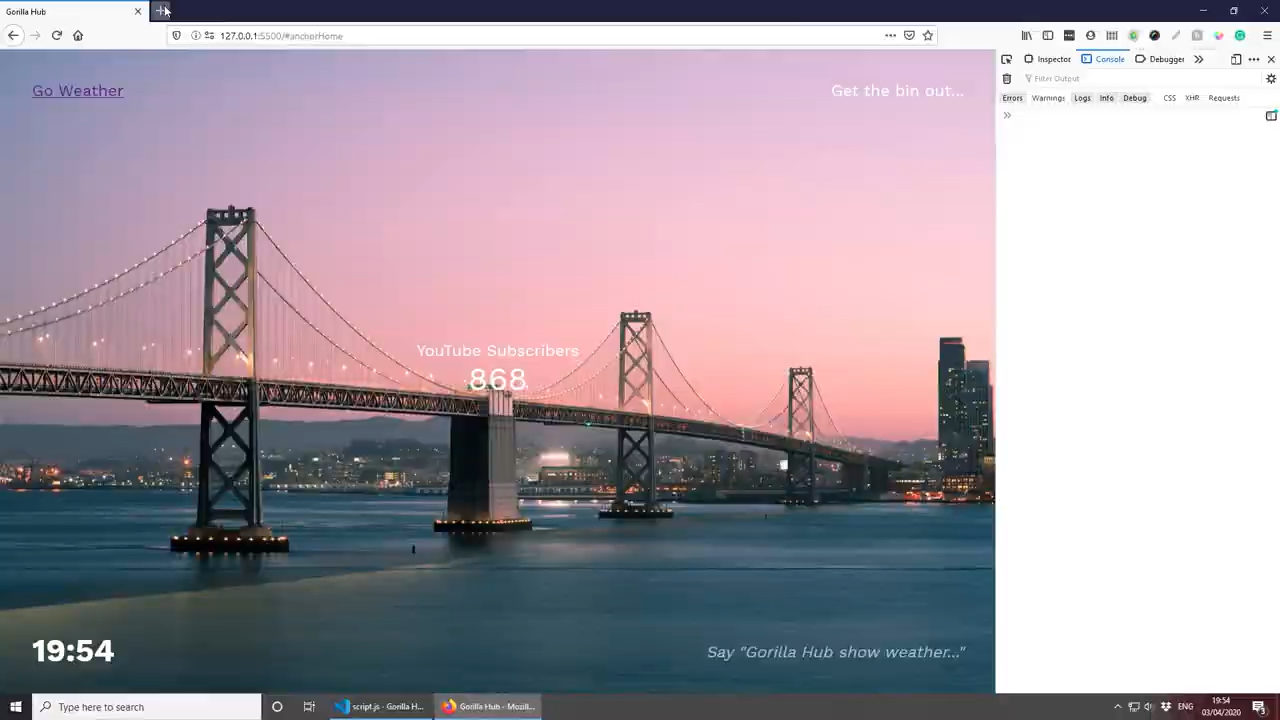 Gorilla Hub
127.0.0.1:5500/#anchorHome
Inspector Console Debugger
Filter Output
Errors Warnings Logs Info Debug CSS XHR Requests
Go Weather
Get the bin out...
YouTube Subscribers
868
19:54
Say "Gorilla Hub show weather..."
Type here to search
script.js - Gorilla H...
Gorilla Hub - Mozil...
ENG
19:54
03/04/2020
3